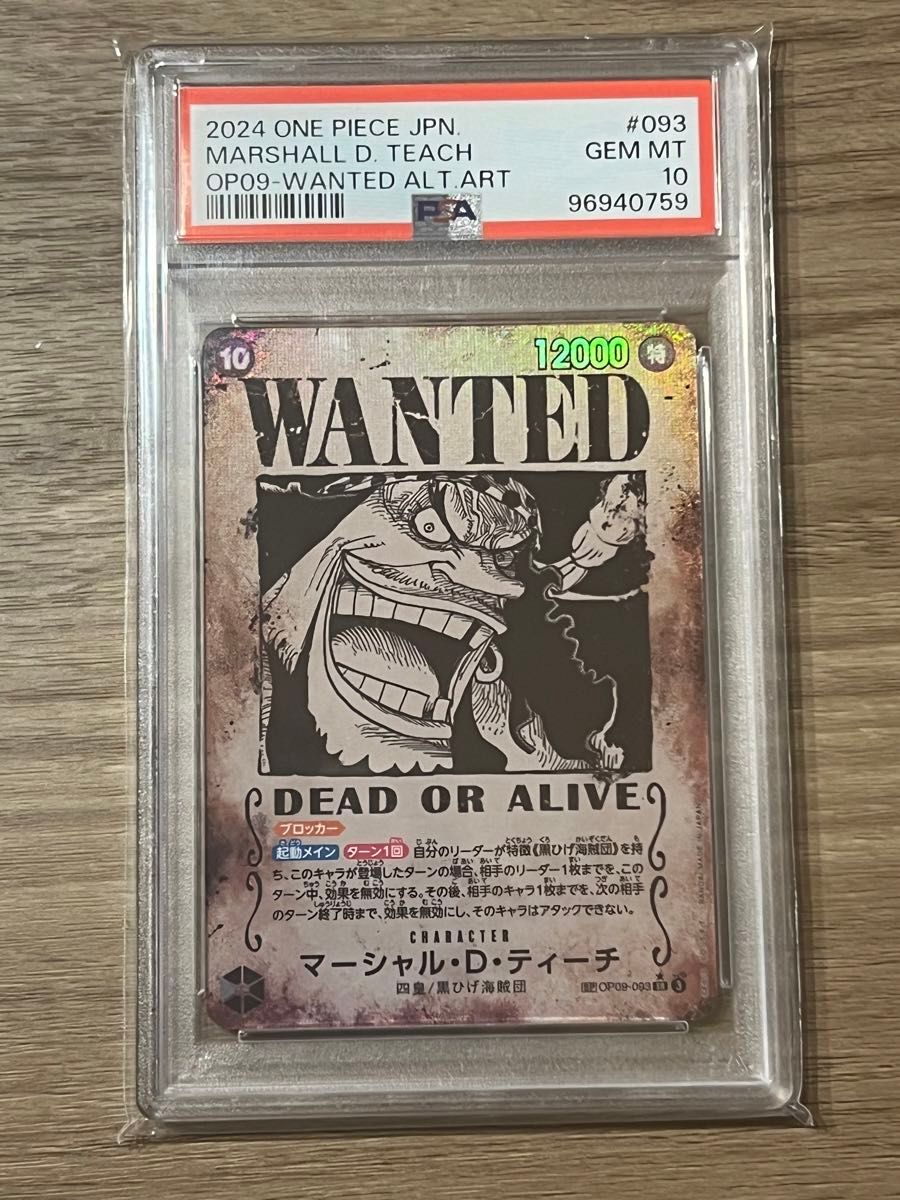 2024 ONE PIECE JPN. #093
MARSHALL D. TEACH GEM MT
OP09-WANTED ALT.ART 10
PSA 96940759
10 12000 特
WANTED
DEAD OR ALIVE
ブロッカー
起動メイン ターン1回 自分のリーダーが特徴《黒ひげ海賊団》を持
ち、このキャラが登場したターンの場合、相手のリーダー1枚までを、この
ターン中、効果を無効にする。その後、相手のキャラ1枚までを、次の相手
のターン終了時まで、効果を無効にし、そのキャラはアタックできない。
CHARACTER
マーシャル・D・ティーチ
四皇/黒ひげ海賊団
SP OP09-093 SR 3